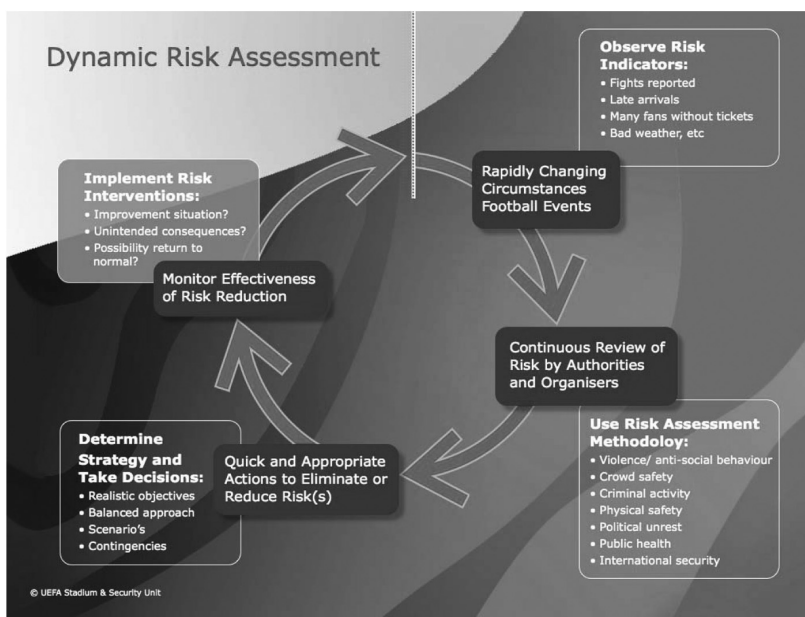 Dynamic Risk Assessment
Observe Risk
Indicators:
• Fights reported
• Late arrivals
• Many fans without tickets
• Bad weather, etc
Rapidly Changing
Circumstances
Football Events
Continuous Review of
Risk by Authorities
and Organisers
Use Risk Assessment
Methodoloy:
• Violence/ anti-social behaviour
• Crowd safety
• Criminal activity
• Physical safety
• Political unrest
• Public health
• International security
Quick and Appropriate
Actions to Eliminate or
Reduce Risk(s)
Determine
Strategy and
Take Decisions:
• Realistic objectives
• Balanced approach
• Scenario's
• Contingencies
Monitor Effectiveness
of Risk Reduction
Implement Risk
Interventions:
• Improvement situation?
• Unintended consequences?
• Possibility return to
normal?
© UEFA Stadium & Security Unit